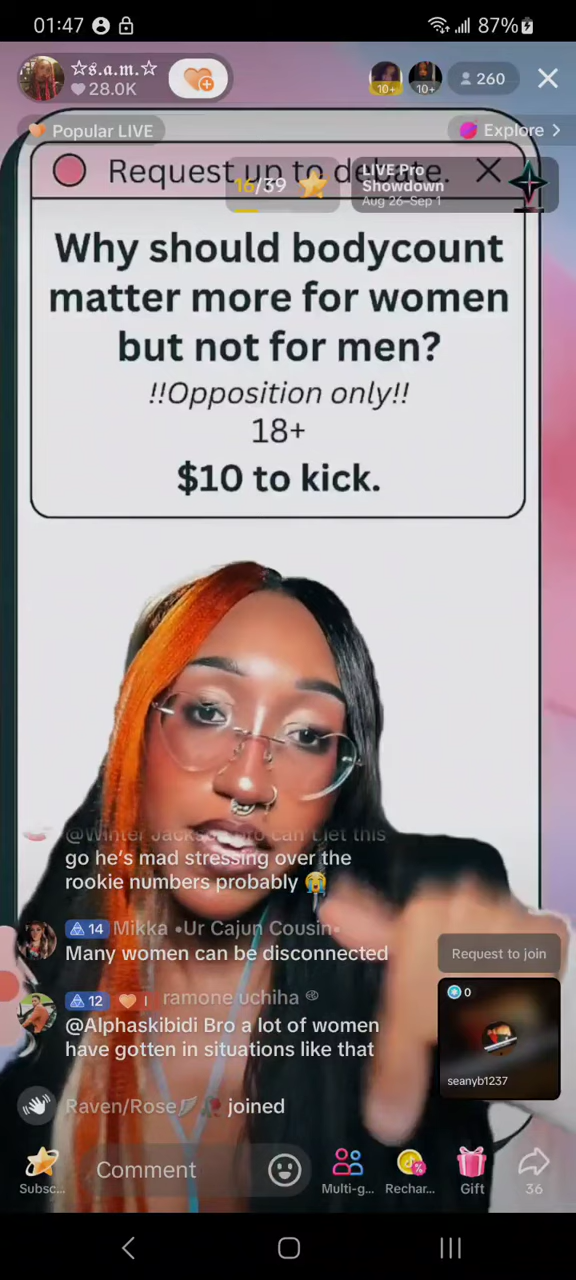 01:47
87%
☆𝖘.𝖆.𝖒.☆
28.0K
10+
10+
260
Popular LIVE
Explore >
Request up to debate.
16/39
LIVE Pro
Showdown
Aug 26–Sep 1
Why should bodycount
matter more for women
but not for men?
!!Opposition only!!
18+
$10 to kick.
go he's mad stressing over the
rookie numbers probably 😭
14 Mikka •Ur Cajun Cousin•
Many women can be disconnected
12 I ramone uchiha
@Alphaskibidi Bro a lot of women
have gotten in situations like that
Raven/Rose🪽🥀 joined
Request to join
0
seanyb1237
Comment
Subsc...
Multi-g...
Rechar...
Gift
36